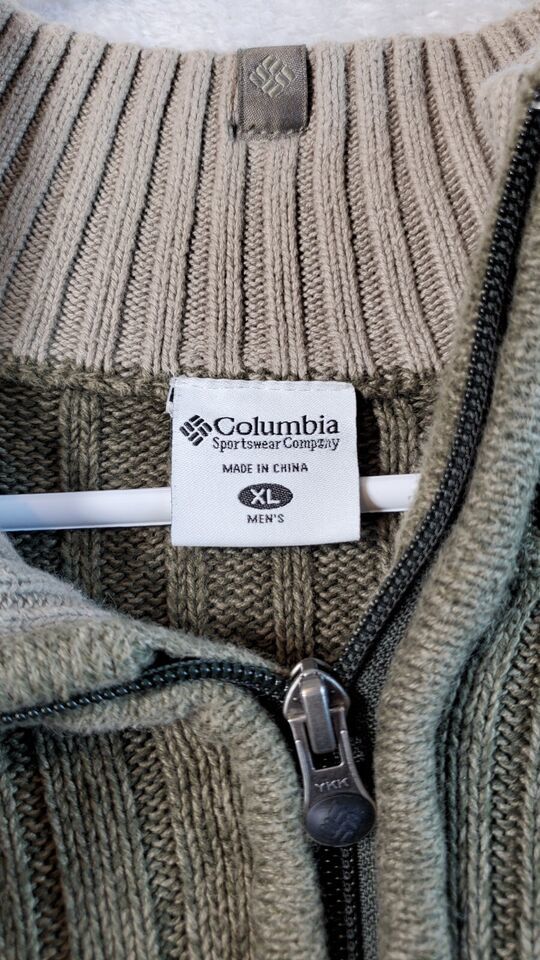 Columbia
Sportswear Company
MADE IN CHINA
XL
MEN'S
YKK